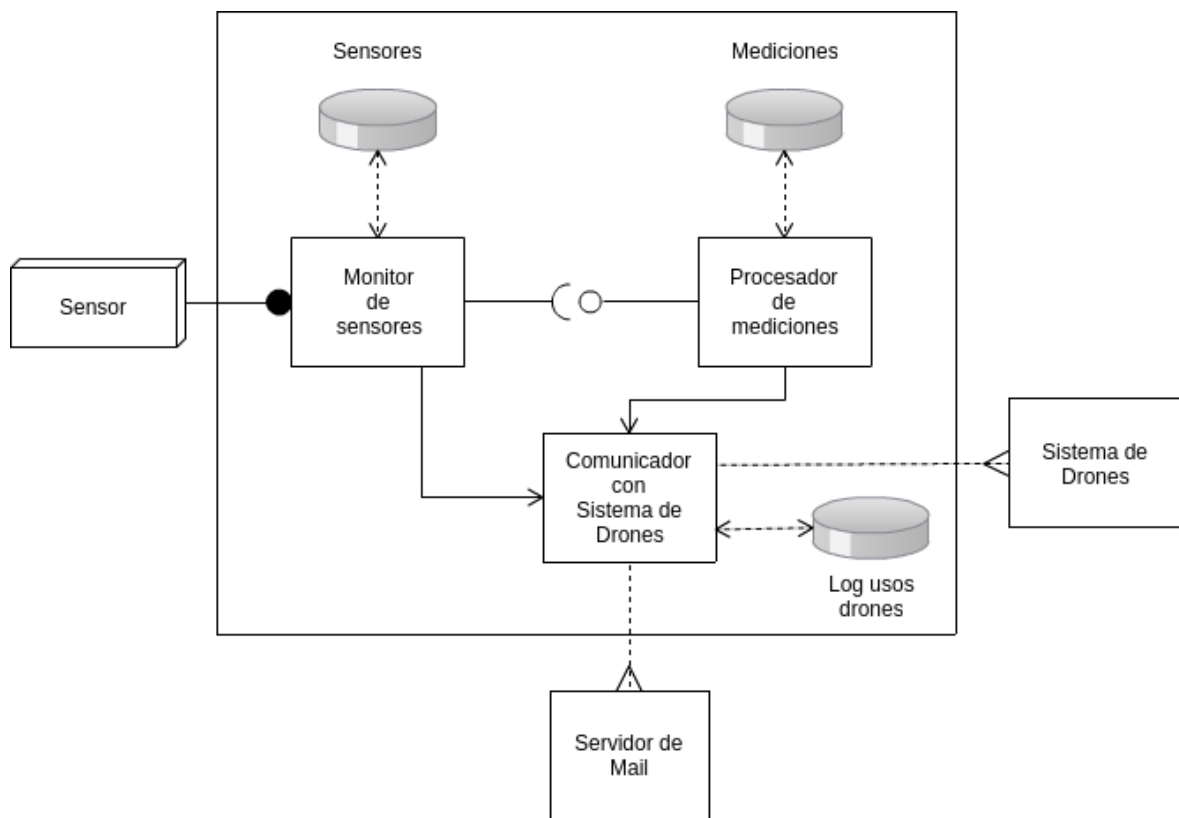 Sensores
Mediciones
Sensor
Monitor
de
sensores
Procesador
de
mediciones
Comunicador
con
Sistema de
Drones
Sistema de
Drones
Log usos
drones
Servidor de
Mail